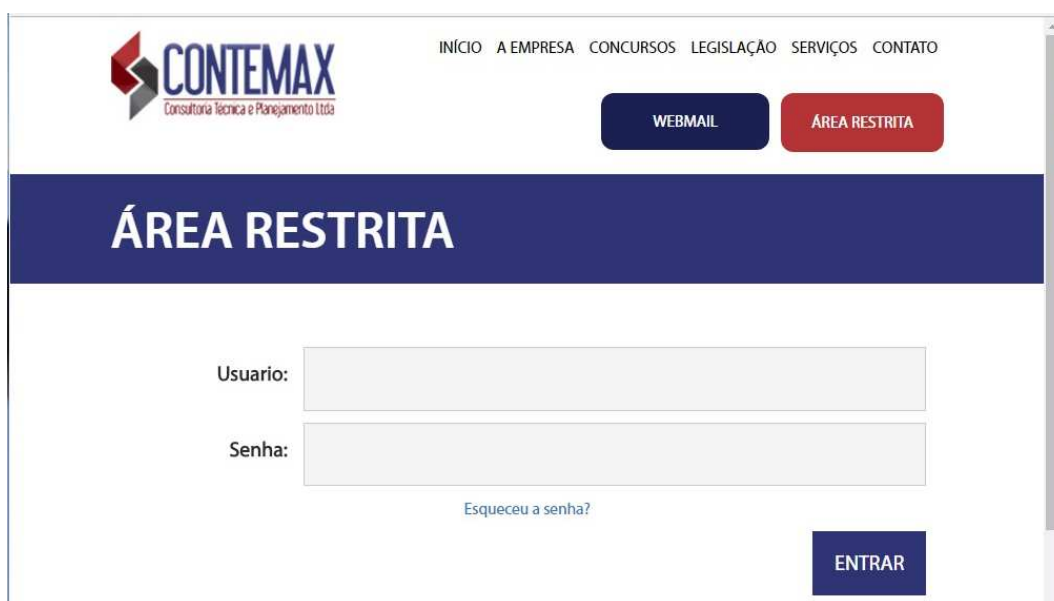 CONTEMAX
Consultoria Técnica e Planejamento Ltda
INÍCIO A EMPRESA CONCURSOS LEGISLAÇÃO SERVIÇOS CONTATO
WEBMAIL ÁREA RESTRITA
ÁREA RESTRITA
Usuario:
Senha:
Esqueceu a senha?
ENTRAR